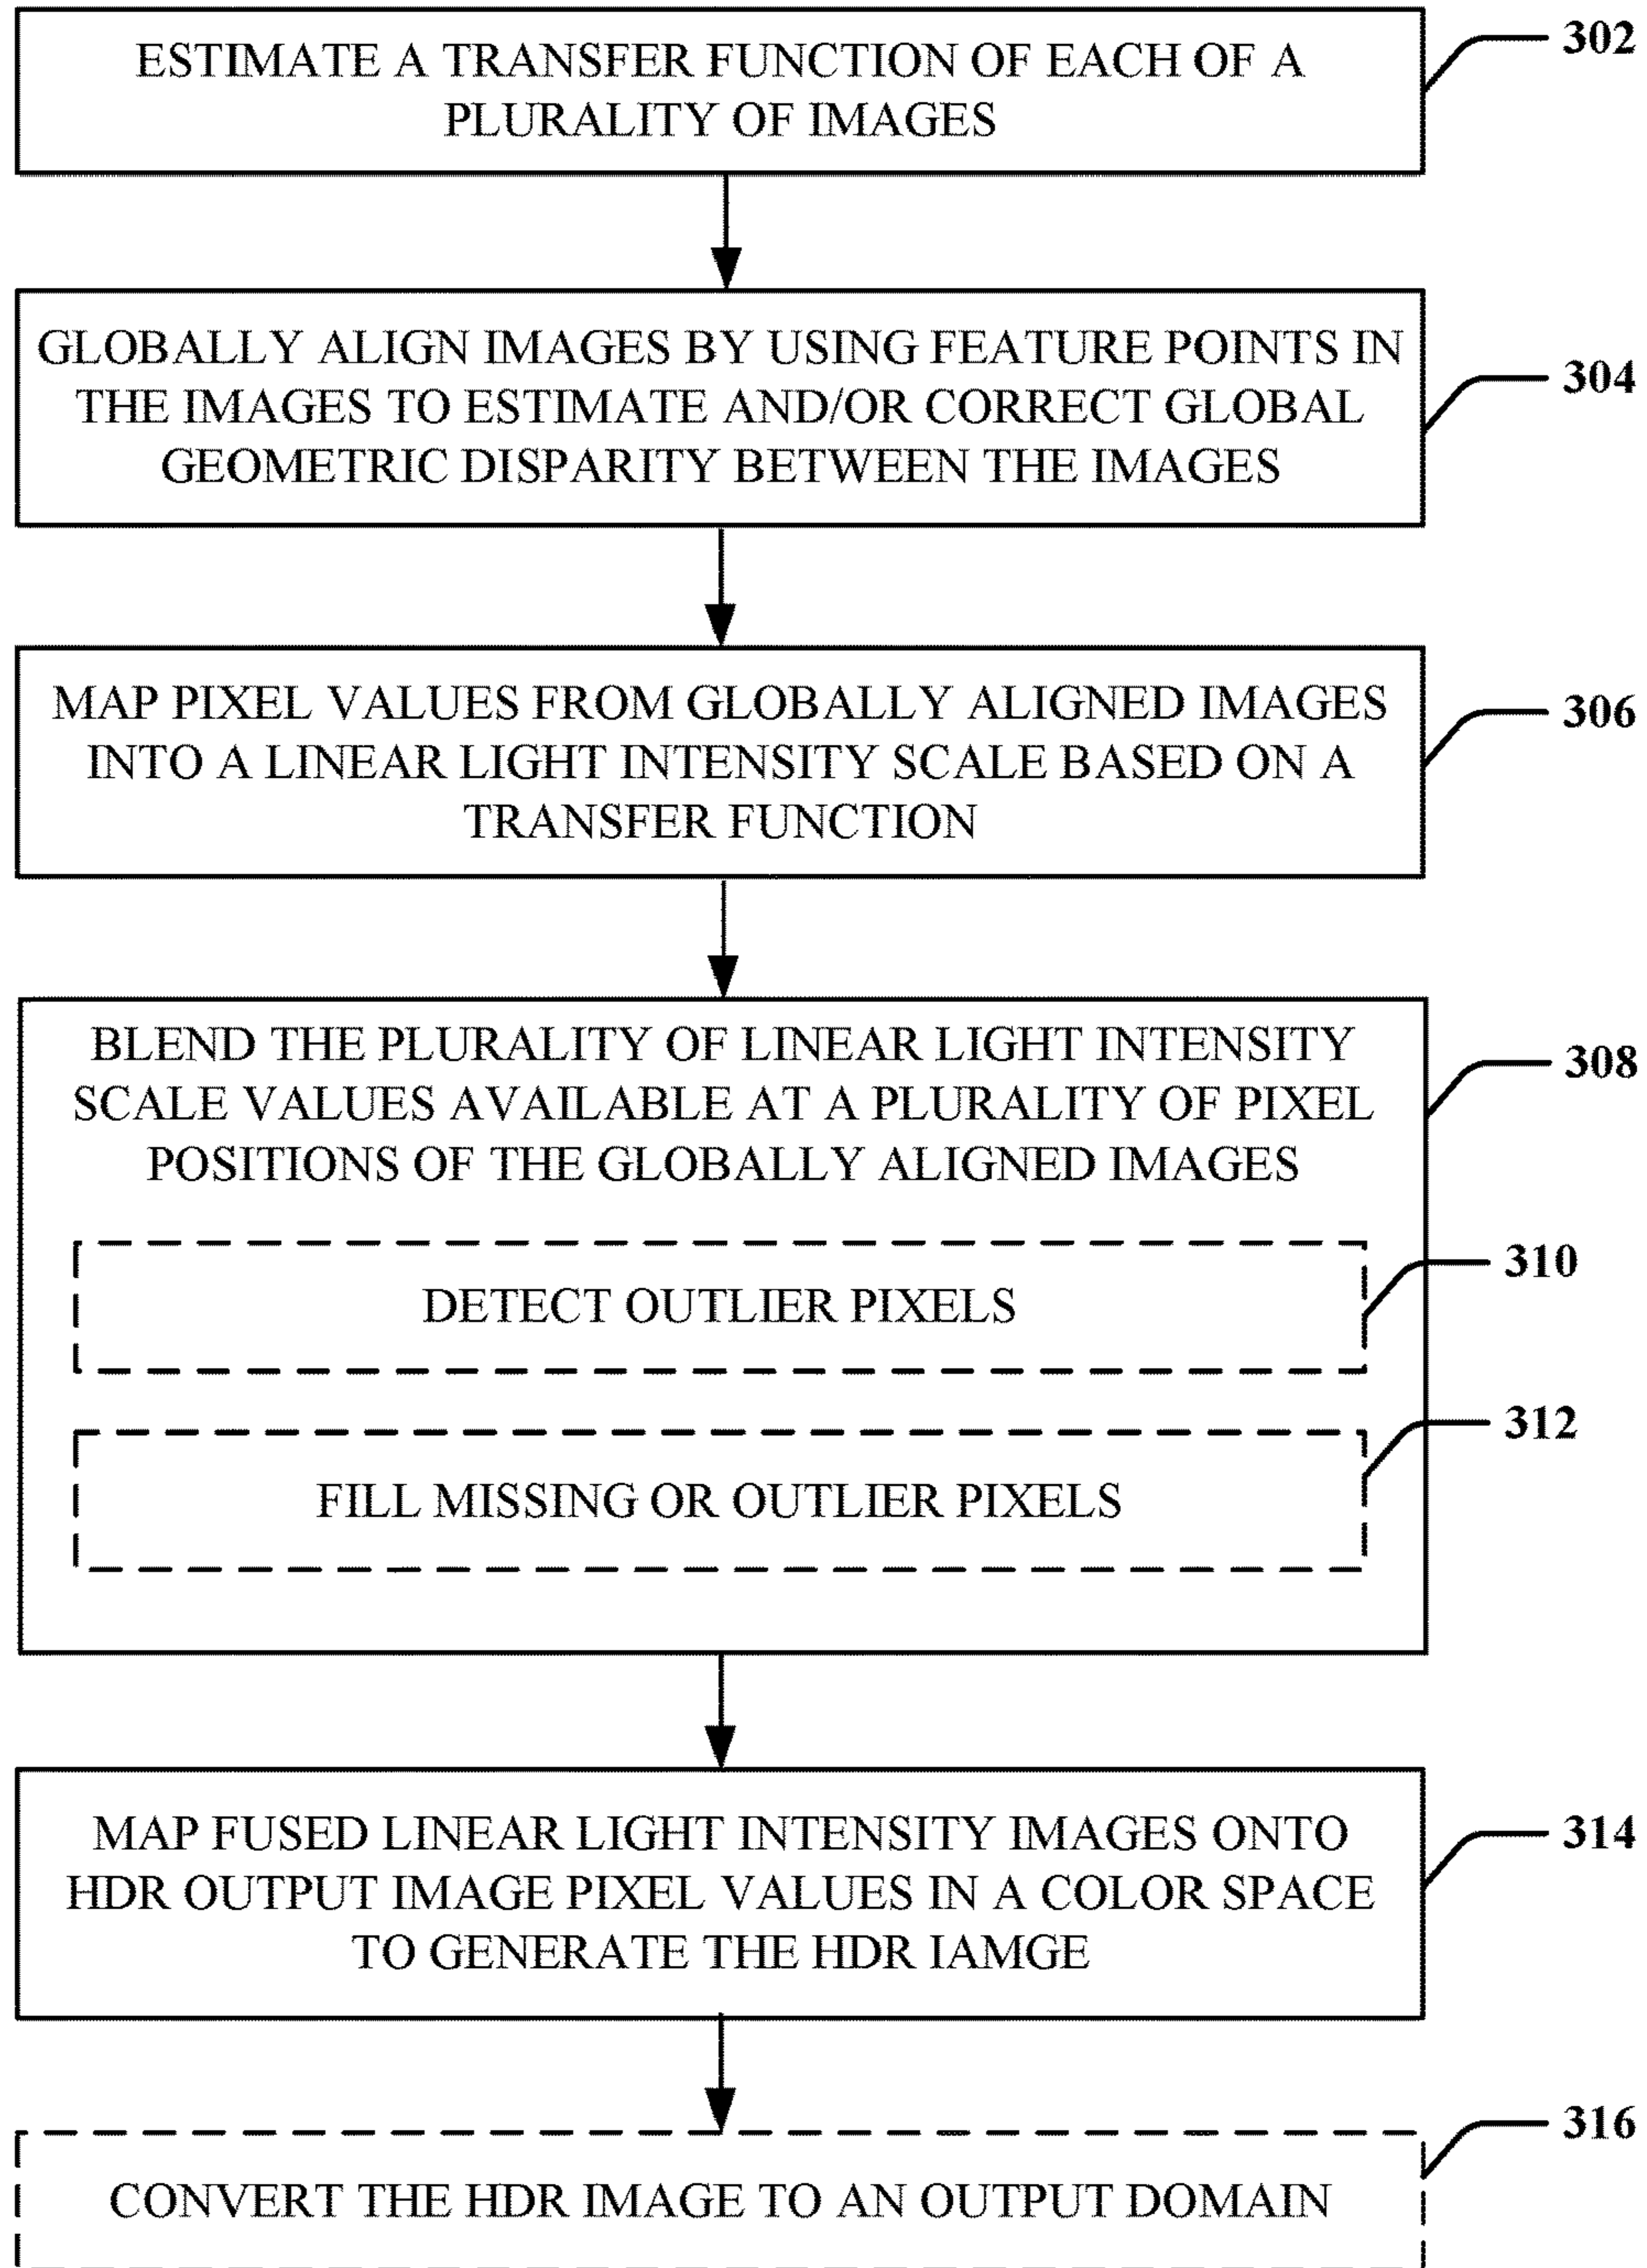 ESTIMATE A TRANSFER FUNCTION OF EACH OF A
PLURALITY OF IMAGES
302
GLOBALLY ALIGN IMAGES BY USING FEATURE POINTS IN
THE IMAGES TO ESTIMATE AND/OR CORRECT GLOBAL
GEOMETRIC DISPARITY BETWEEN THE IMAGES
304
MAP PIXEL VALUES FROM GLOBALLY ALIGNED IMAGES
INTO A LINEAR LIGHT INTENSITY SCALE BASED ON A
TRANSFER FUNCTION
306
BLEND THE PLURALITY OF LINEAR LIGHT INTENSITY
SCALE VALUES AVAILABLE AT A PLURALITY OF PIXEL
POSITIONS OF THE GLOBALLY ALIGNED IMAGES
308
DETECT OUTLIER PIXELS
310
FILL MISSING OR OUTLIER PIXELS
312
MAP FUSED LINEAR LIGHT INTENSITY IMAGES ONTO
HDR OUTPUT IMAGE PIXEL VALUES IN A COLOR SPACE
TO GENERATE THE HDR IAMGE
314
CONVERT THE HDR IMAGE TO AN OUTPUT DOMAIN
316